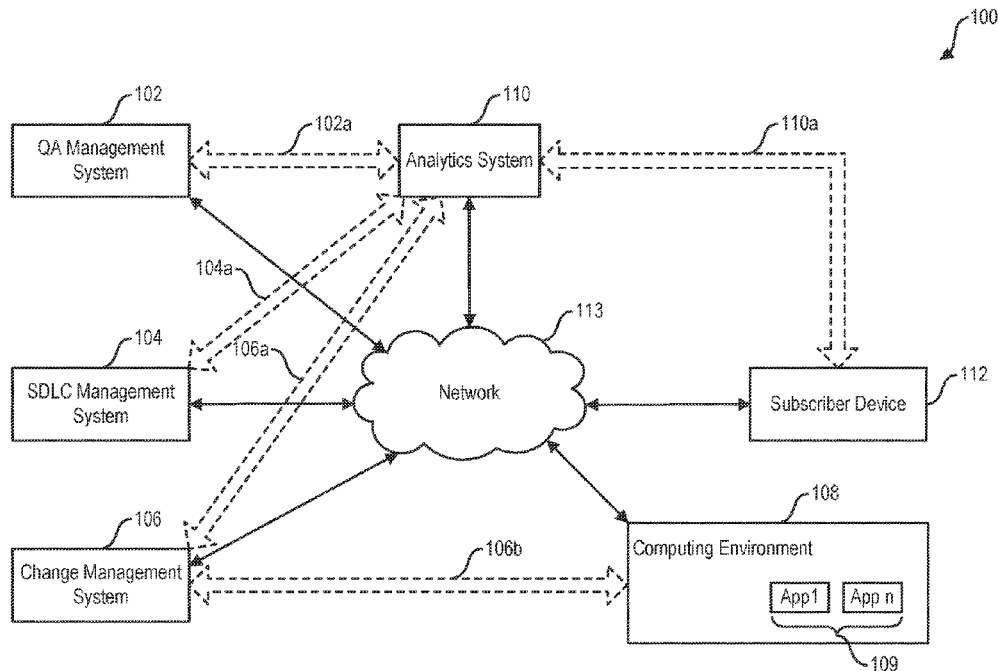 100
102
QA Management
System
102a
110
Analytics System
110a
104a
104
SDLC Management
System
106a
113
Network
112
Subscriber Device
106
Change Management
System
106b
108
Computing Environment
App1
App n
109